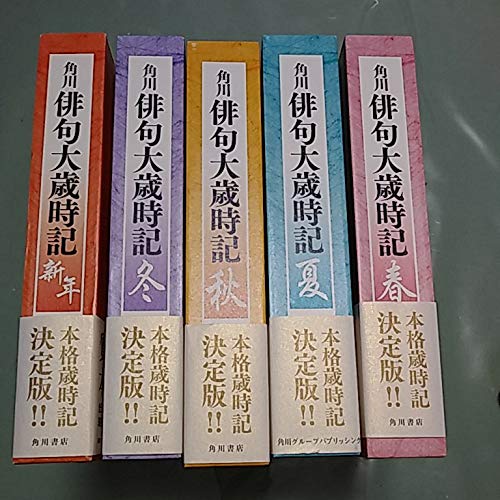 角川
俳句大歳時記
新年
本格歳時記
決定版!!
角川書店
角川
俳句大歳時記
冬
本格歳時記
決定版!!
角川書店
角川
俳句大歳時記
秋
本格歳時記
決定版!!
角川書店
角川
俳句大歳時記
夏
本格歳時記
決定版!!
角川グループパブリッシング
角川
俳句大歳時記
春
本格歳時記
決定版!!
角川書店